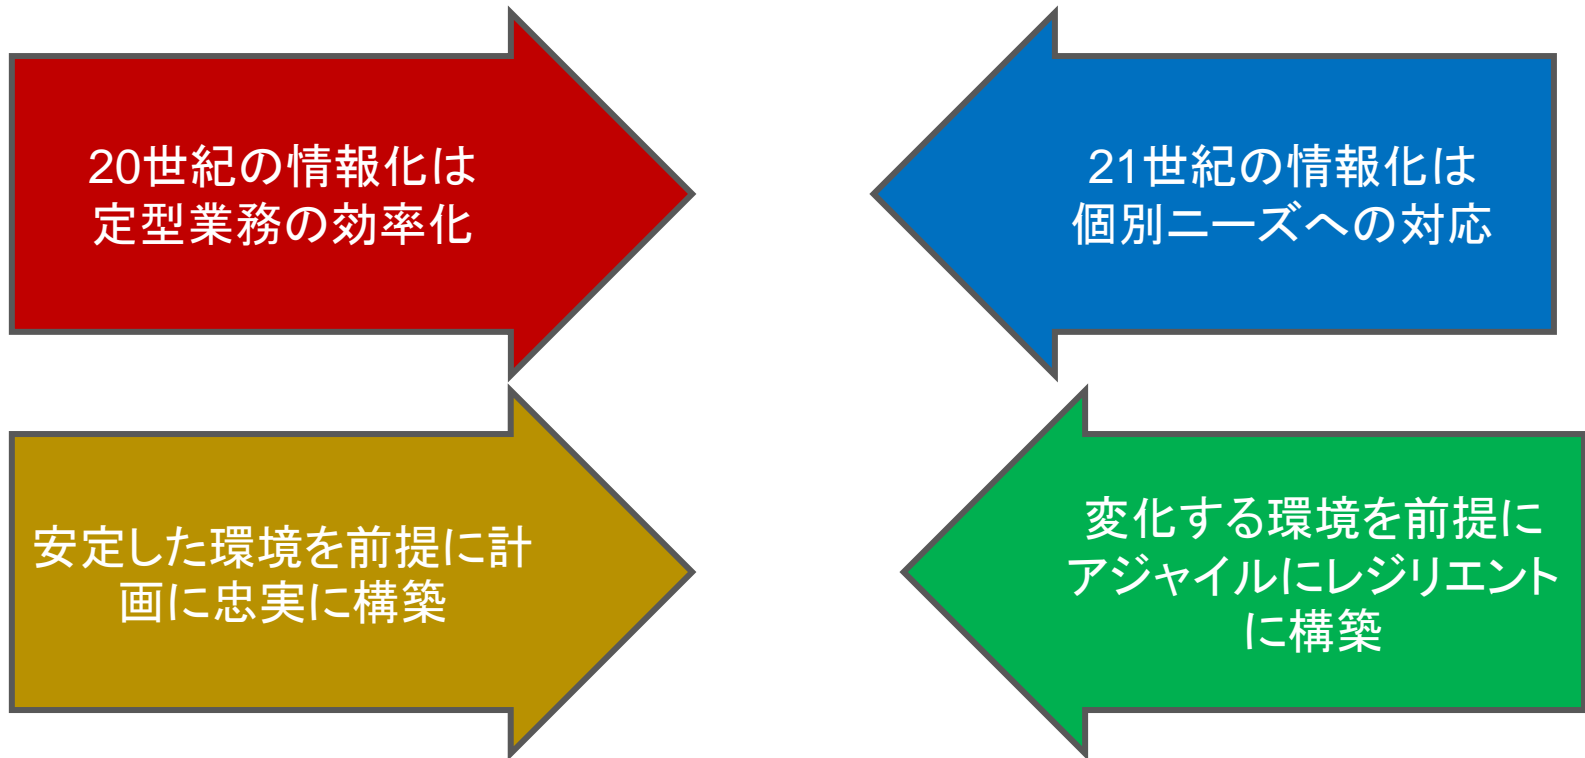 20世紀の情報化は
定型業務の効率化
21世紀の情報化は
個別ニーズへの対応
安定した環境を前提に計
画に忠実に構築
変化する環境を前提に
アジャイルにレジリエント
に構築